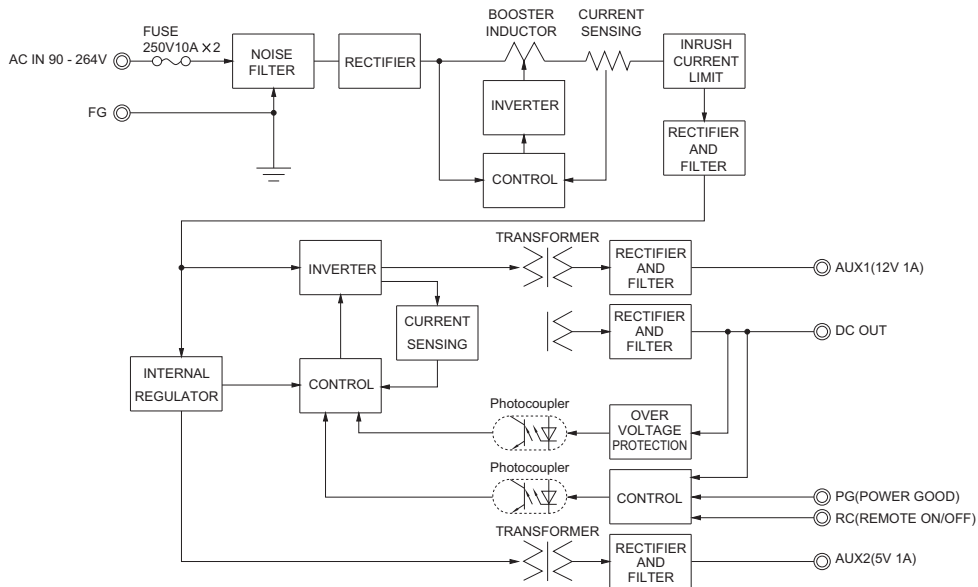 BOOSTER
INDUCTOR
CURRENT
SENSING
FUSE
250V10A ×2
AC IN 90 - 264V
NOISE
FILTER
RECTIFIER
INRUSH
CURRENT
LIMIT
INVERTER
FG
RECTIFIER
AND
FILTER
CONTROL
TRANSFORMER
INVERTER
RECTIFIER
AND
FILTER
AUX1(12V 1A)
CURRENT
SENSING
RECTIFIER
AND
FILTER
DC OUT
INTERNAL
REGULATOR
CONTROL
Photocoupler
OVER
VOLTAGE
PROTECTION
Photocoupler
CONTROL
PG(POWER GOOD)
RC(REMOTE ON/OFF)
TRANSFORMER
RECTIFIER
AND
FILTER
AUX2(5V 1A)